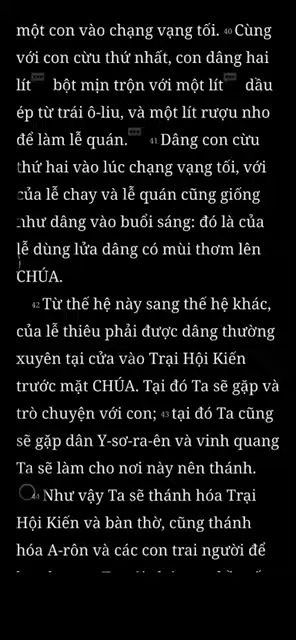 một con vào chạng vạng tối. 40 Cùng
với con cừu thứ nhất, con dâng hai
lít bột mịn trộn với một lít dầu
ép từ trái ô-liu, và một lít rượu nho
để làm lễ quán. 41 Dâng con cừu
thứ hai vào lúc chạng vạng tối, với
của lễ chay và lễ quán cũng giống
như dâng vào buổi sáng: đó là của
lễ dùng lửa dâng có mùi thơm lên
CHÚA.
42 Từ thế hệ này sang thế hệ khác,
của lễ thiêu phải được dâng thường
xuyên tại cửa vào Trại Hội Kiến
trước mặt CHÚA. Tại đó Ta sẽ gặp và
trò chuyện với con; 43 tại đó Ta cũng
sẽ gặp dân Y-sơ-ra-ên và vinh quang
Ta sẽ làm cho nơi này nên thánh.
44 Như vậy Ta sẽ thánh hóa Trại
Hội Kiến và bàn thờ, cũng thánh
hóa A-rôn và các con trai người để